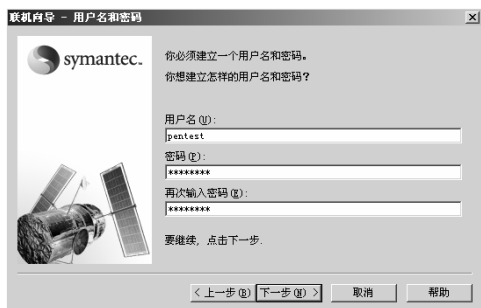 联机向导 - 用户名和密码
symantec.
你必须建立一个用户名和密码。
你想建立怎样的用户名和密码?
用户名(U):
pentest
密码(P):
********
再次输入密码(E):
********
要继续, 点击下一步.
< 上一步(B)
下一步(N) >
取消
帮助